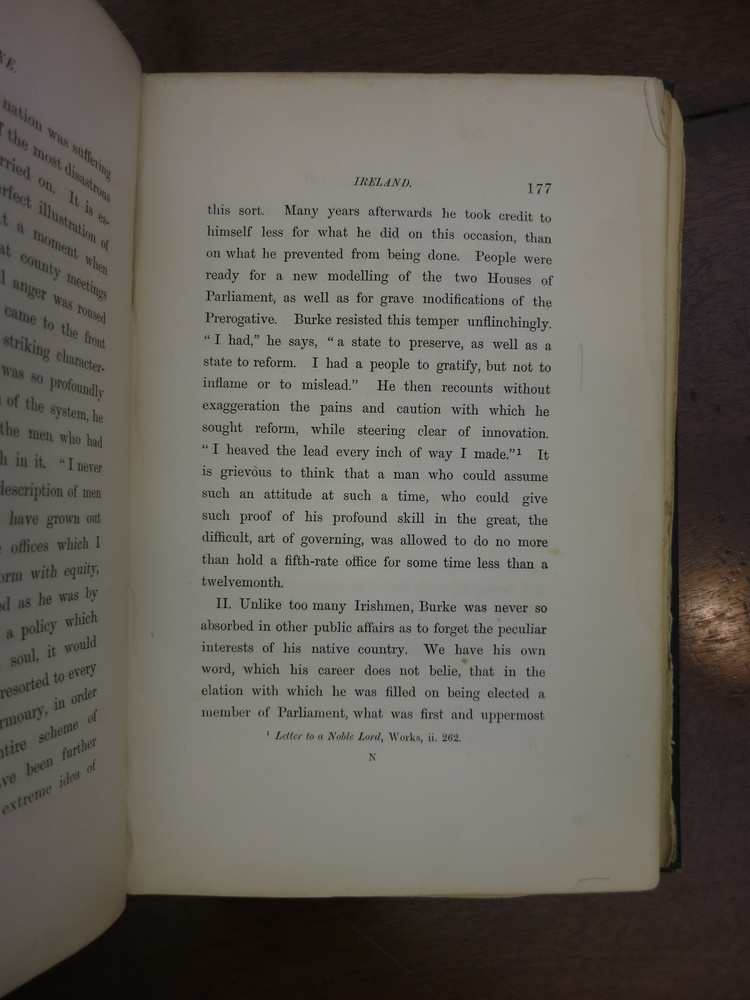 KE.
nation was suffering
the most disastrous
rried on. It is es-
rfect illustration of
t a moment when
at county meetings
l anger was roused
came to the front
striking character-
was so profoundly
of the system, he
the men who had
h in it. “I never
description of men
have grown out
offices which I
orm with equity,
ed as he was by
a policy which
soul, it would
resorted to every
rmoury, in order
ntire scheme of
ve been further
extreme idea of
IRELAND. 177
this sort. Many years afterwards he took credit to
himself less for what he did on this occasion, than
on what he prevented from being done. People were
ready for a new modelling of the two Houses of
Parliament, as well as for grave modifications of the
Prerogative. Burke resisted this temper unflinchingly.
“I had,” he says, “a state to preserve, as well as a
state to reform. I had a people to gratify, but not to
inflame or to mislead.” He then recounts without
exaggeration the pains and caution with which he
sought reform, while steering clear of innovation.
“I heaved the lead every inch of way I made.”¹ It
is grievous to think that a man who could assume
such an attitude at such a time, who could give
such proof of his profound skill in the great, the
difficult, art of governing, was allowed to do no more
than hold a fifth-rate office for some time less than a
twelvemonth.
II. Unlike too many Irishmen, Burke was never so
absorbed in other public affairs as to forget the peculiar
interests of his native country. We have his own
word, which his career does not belie, that in the
elation with which he was filled on being elected a
member of Parliament, what was first and uppermost
¹ Letter to a Noble Lord, Works, ii. 262.
N